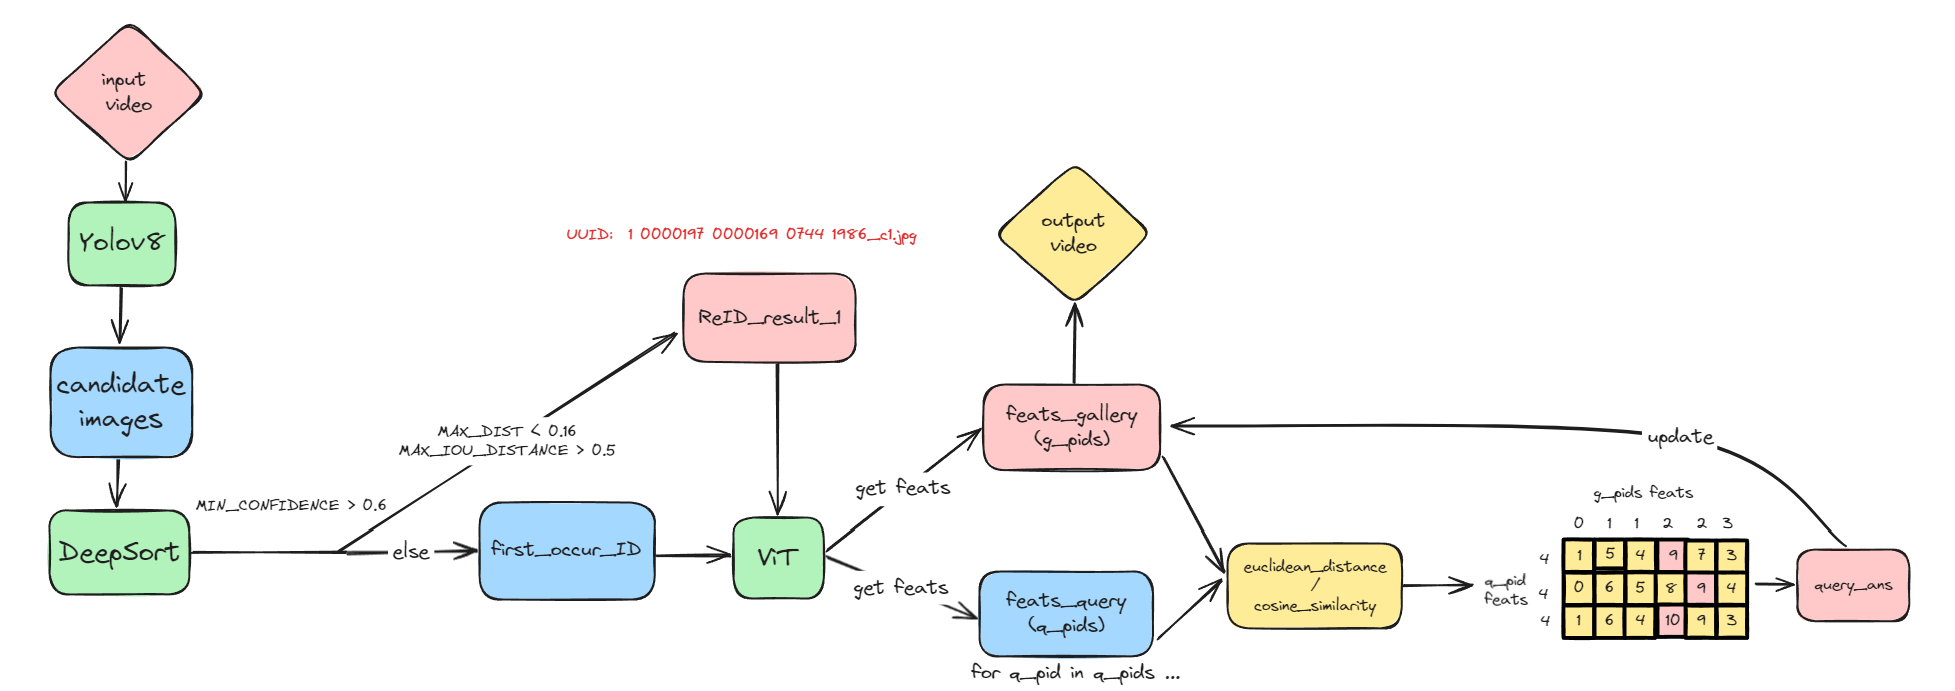 input
video
Yolov8
candidate
images
DeepSort
MIN_CONFIDENCE > 0.6
MAX_DIST < 0.16
MAX_IOU_DISTANCE > 0.5
else
UUID: 1 0000197 0000169 0744 1986_c1.jpg
ReID_result_1
first_occur_ID
ViT
get feats
get feats
output
video
feats_gallery
(g_pids)
feats_query
(q_pids)
for q_pid in q_pids ...
euclidean_distance
/
cosine_similarity
update
g_pids feats
0 1 1 2 2 3
q_pid
feats
4 1 5 4 9 7 3
4 0 6 5 8 9 4
4 1 6 4 10 9 3
query_ans